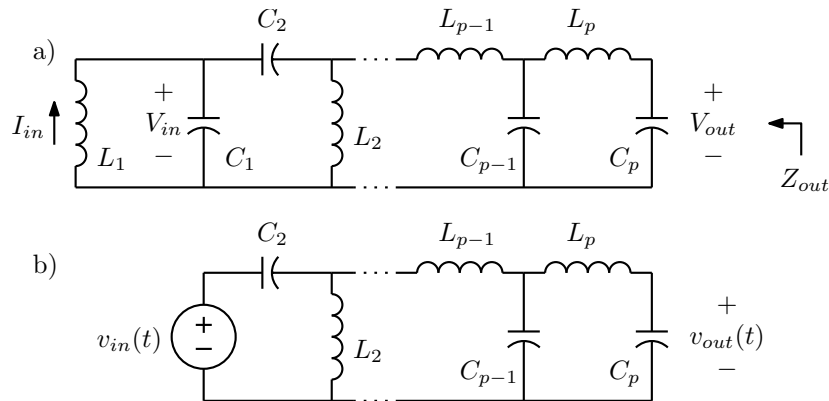 C_2
L_{p-1}
L_p
a)
+
+
I_{in}
V_{in}
V_{out}
L_2
−
−
L_1
C_1
C_{p-1}
C_p
Z_{out}
C_2
L_{p-1}
L_p
b)
+
+
v_{in}(t)
−
L_2
v_{out}(t)
C_{p-1}
C_p
−